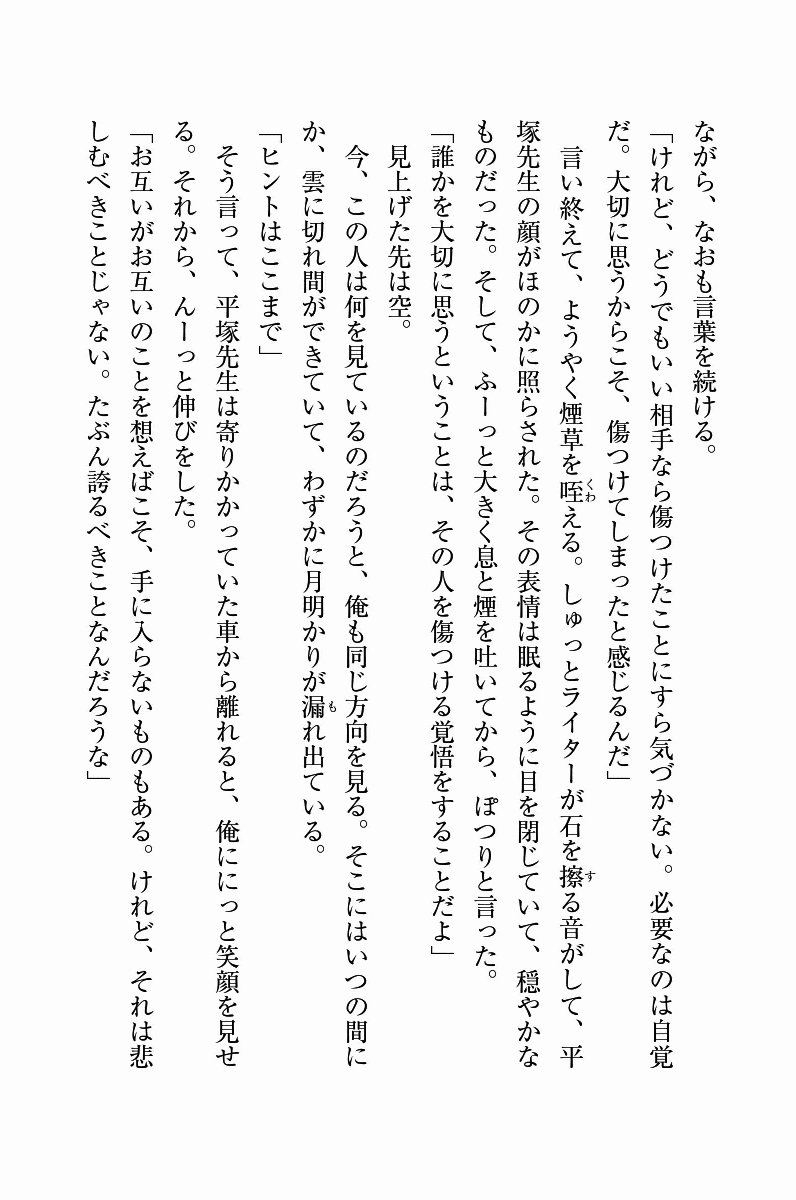 ながら、なおも言葉を続ける。
「けれど、どうでもいい相手なら傷つけたことにすら気づかない。必要なのは自覚
だ。大切に思うからこそ、傷つけてしまったと感じるんだ」
　言い終えて、ようやく煙草を咥える。しゅっとライターが石を擦る音がして、平
塚先生の顔がほのかに照らされた。その表情は眠るように目を閉じていて、穏やかな
ものだった。そして、ふーっと大きく息と煙を吐いてから、ぽつりと言った。
「誰かを大切に思うということは、その人を傷つける覚悟をすることだよ」
　見上げた先は空。
　今、この人は何を見ているのだろうと、俺も同じ方向を見る。そこにはいつの間に
か、雲に切れ間ができていて、わずかに月明かりが漏れ出ている。
「ヒントはここまで」
　そう言って、平塚先生は寄りかかっていた車から離れると、俺ににっと笑顔を見せ
る。それから、んーっと伸びをした。
「お互いがお互いのことを想えばこそ、手に入らないものもある。けれど、それは悲
しむべきことじゃない。たぶん誇るべきことなんだろうな」
くわ
す
も